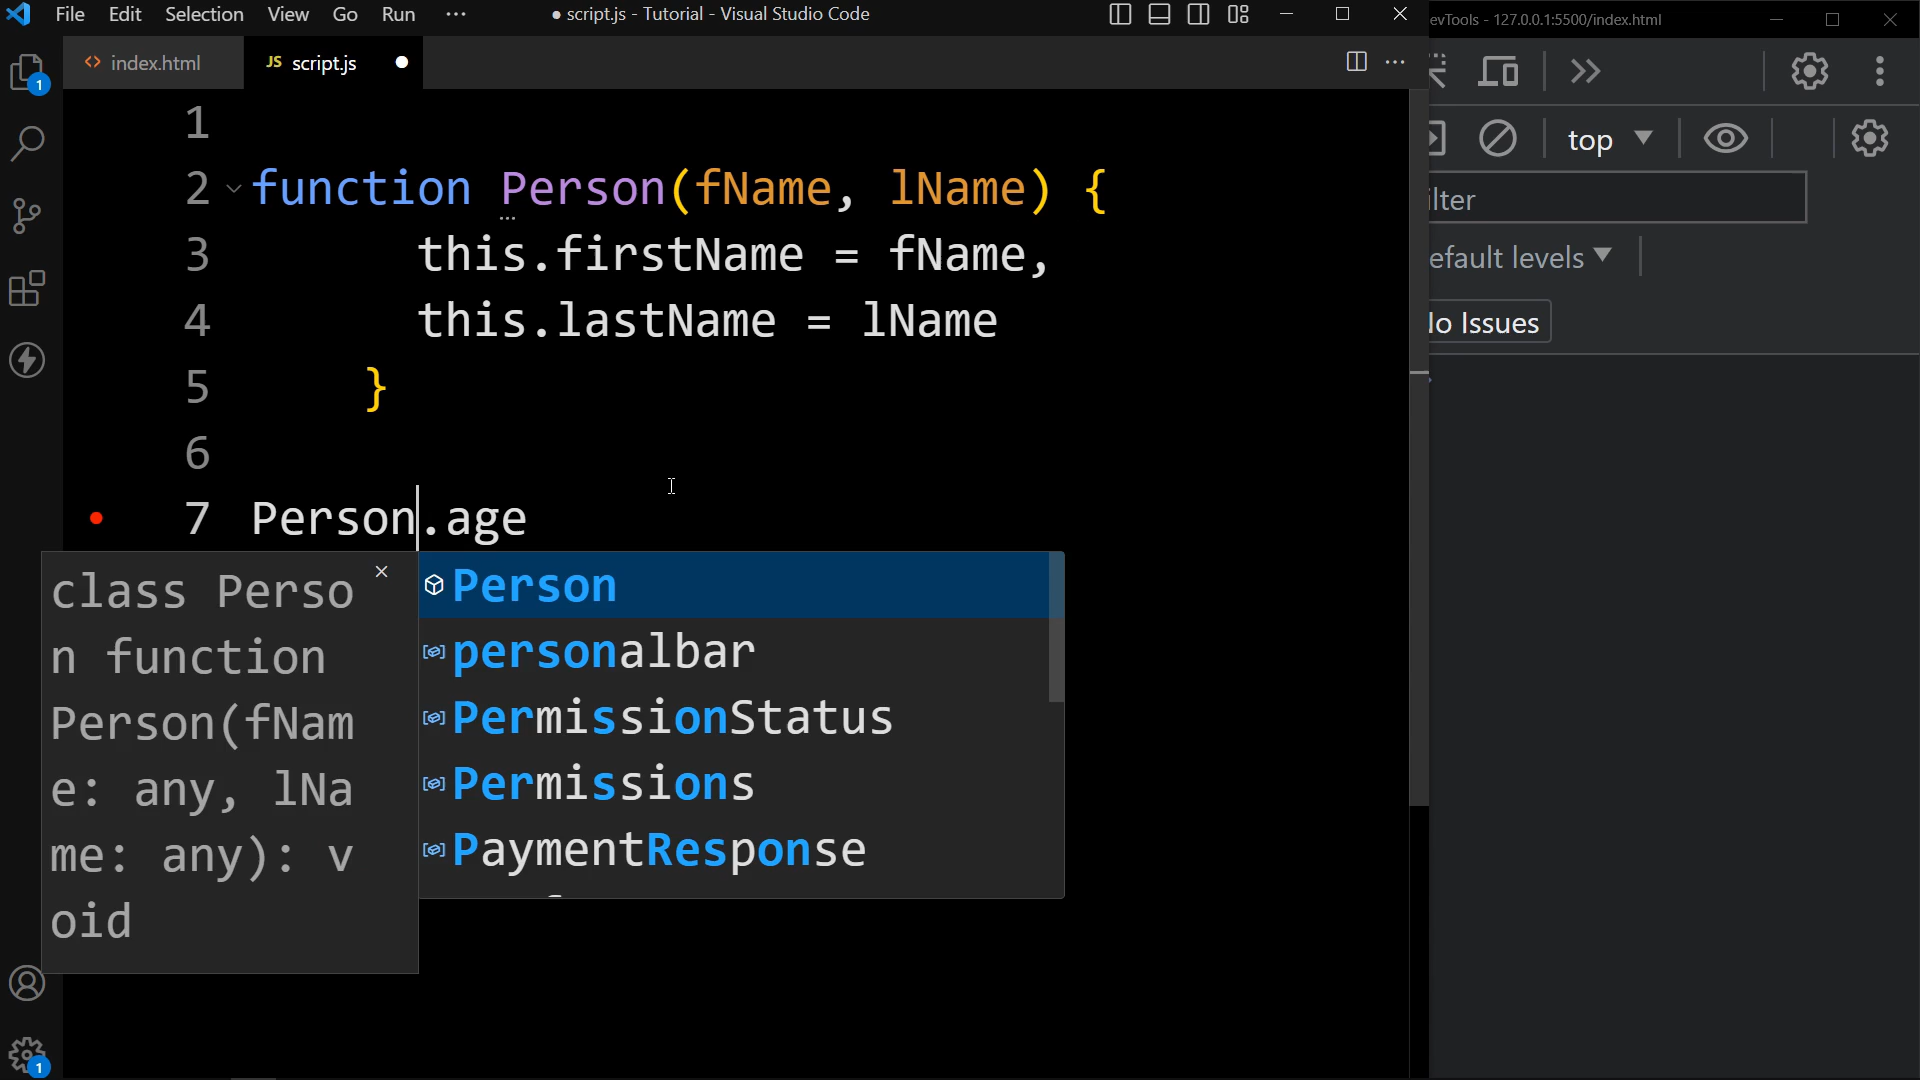 File Edit Selection View Go Run ··· ● script.js - Tutorial - Visual Studio Code
evTools - 127.0.0.1:5500/index.html
<> index.html JS script.js ●
top
ilter
efault levels
lo Issues
1
2 function Person(fName, lName) {
3 this.firstName = fName,
4 this.lastName = lName
5 }
6
7 Person.age
class Perso
n function
Person(fNam
e: any, lNa
me: any): v
oid
Person
personalbar
PermissionStatus
Permissions
PaymentResponse
1
1